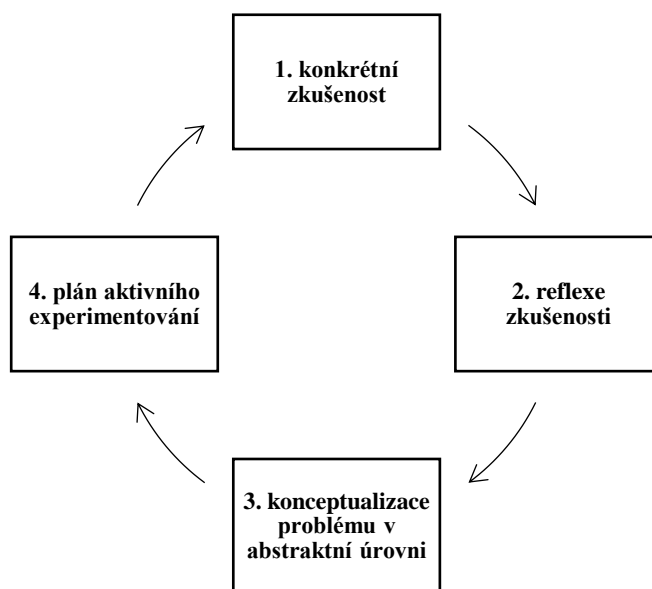 1. konkrétní
zkušenost
2. reflexe
zkušenosti
3. konceptualizace
problému v
abstraktní úrovni
4. plán aktivního
experimentování